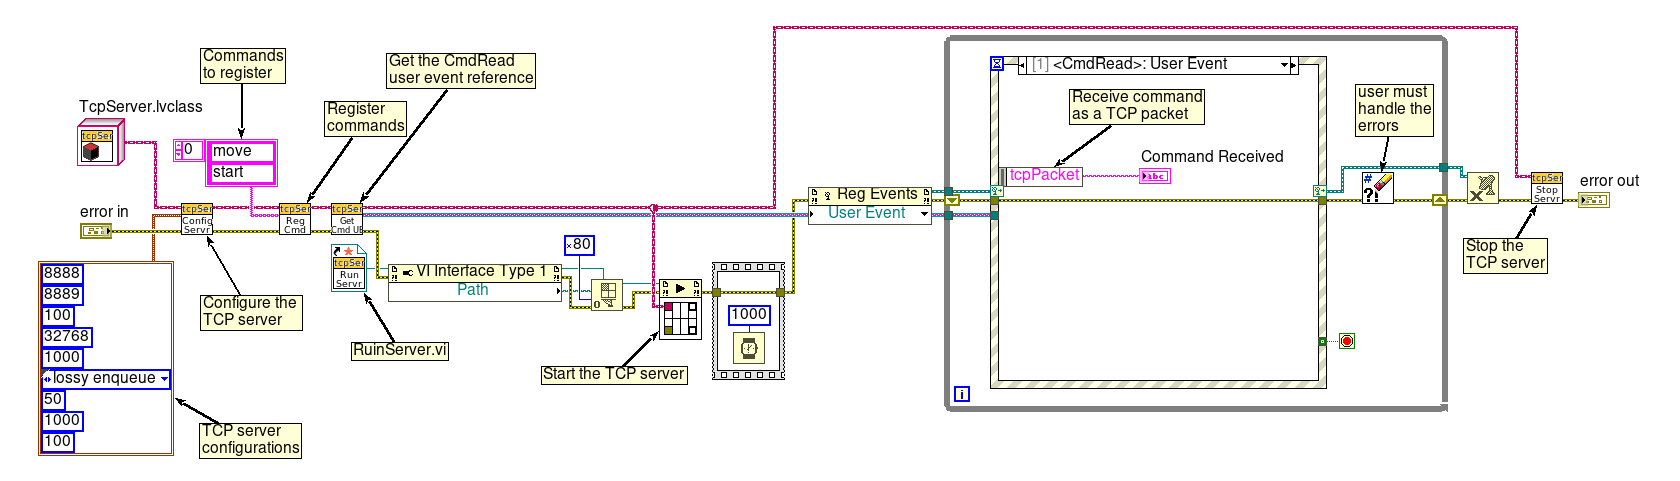 Commands
to register
Get the CmdRead
user event reference
[1] <CmdRead>: User Event
TcpServer.lvclass
Register
commands
Receive command
as a TCP packet
user must
handle the
errors
tcpSer
0
move
start
Command Received
tcpPacket
abc
#
?!
X
tcpSer
Stop
Servr
error out
error in
tcpSer
Config
Servr
tcpSer
Reg
Cmd
tcpSer
Get
Cmd UE
Reg Events
User Event
×80
tcpSer
Run
Servr
VI Interface Type 1
Path
0
Stop the
TCP server
8888
8889
100
32768
1000
lossy enqueue
50
1000
100
Configure the
TCP server
1000
RuinServer.vi
Start the TCP server
i
TCP server
configurations